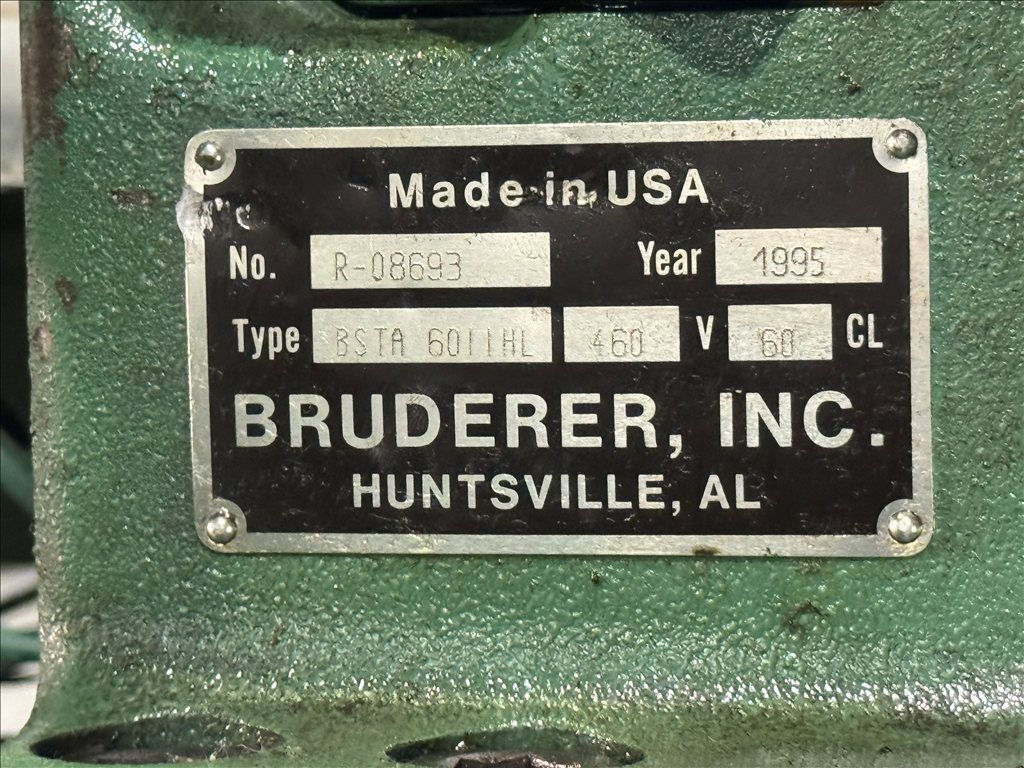 Made in USA
No. R-08693 Year 1995
Type BSTA 6011HL 460 V 60 CL
BRUDERER, INC.
HUNTSVILLE, AL